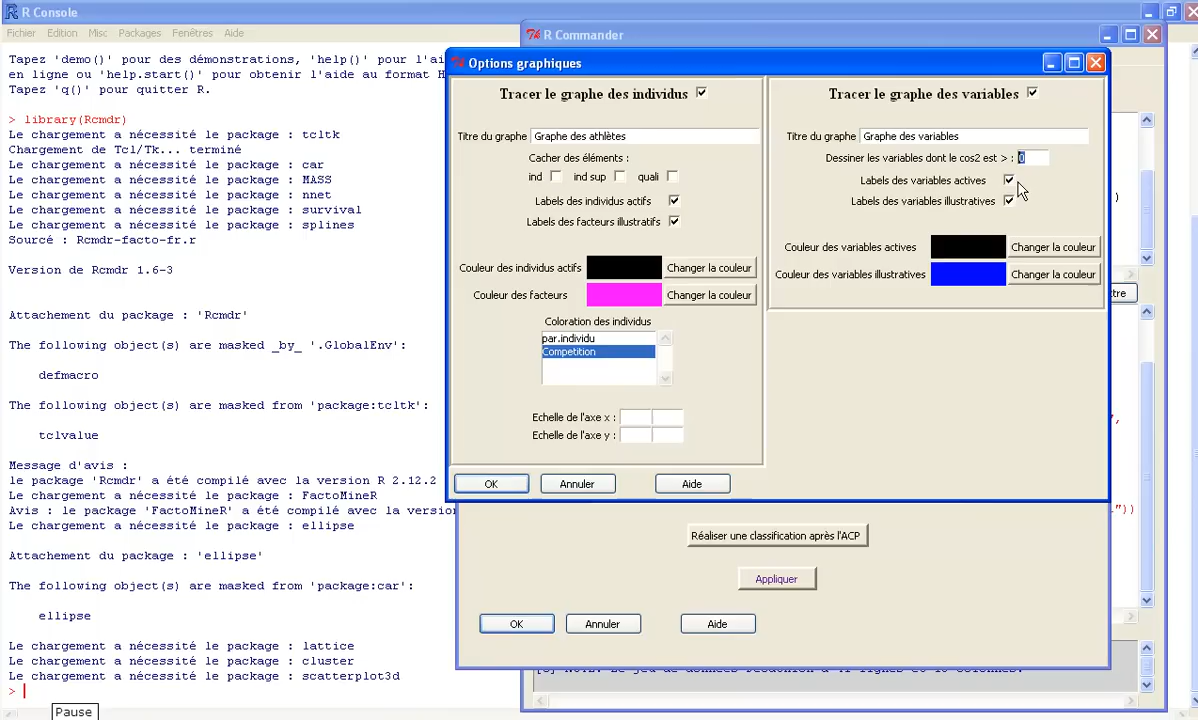 R Console
Fichier Edition Misc Packages Fenêtres Aide
Tapez 'demo()' pour des démonstrations, 'help()' pour l'ai
en ligne ou 'help.start()' pour obtenir l'aide au format H
Tapez 'q()' pour quitter R.
> library(Rcmdr)
Le chargement a nécessité le package : tcltk
Chargement de Tcl/Tk... terminé
Le chargement a nécessité le package : car
Le chargement a nécessité le package : MASS
Le chargement a nécessité le package : nnet
Le chargement a nécessité le package : survival
Le chargement a nécessité le package : splines
Sourcé : Rcmdr-facto-fr.r
Version de Rcmdr 1.6-3
Attachement du package : 'Rcmdr'
The following object(s) are masked _by_ '.GlobalEnv':
defmacro
The following object(s) are masked from 'package:tcltk':
tclvalue
Message d'avis :
le package 'Rcmdr' a été compilé avec la version R 2.12.2
Le chargement a nécessité le package : FactoMineR
Avis : le package 'FactoMineR' a été compilé avec la version
Le chargement a nécessité le package : ellipse
Attachement du package : 'ellipse'
The following object(s) are masked from 'package:car':
ellipse
Le chargement a nécessité le package : lattice
Le chargement a nécessité le package : cluster
Le chargement a nécessité le package : scatterplot3d
>
Pause
R Commander
Options graphiques
Tracer le graphe des individus
Titre du graphe Graphe des athlètes
Cacher des éléments :
ind ind sup quali
Labels des individus actifs
Labels des facteurs illustratifs
Couleur des individus actifs Changer la couleur
Couleur des facteurs Changer la couleur
Coloration des individus
par.individu
Competition
Echelle de l'axe x :
Echelle de l'axe y :
OK Annuler Aide
Tracer le graphe des variables
Titre du graphe Graphe des variables
Dessiner les variables dont le cos2 est > : 0
Labels des variables actives
Labels des variables illustratives
Couleur des variables actives Changer la couleur
Couleur des variables illustratives Changer la couleur
ttre
"))
Réaliser une classification après l'ACP
Appliquer
OK Annuler Aide